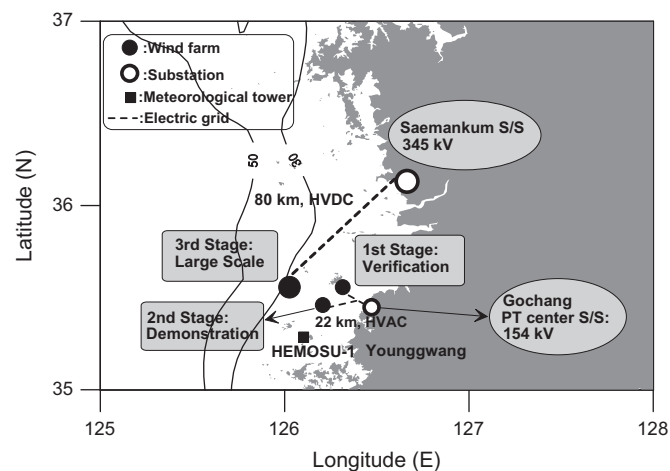 37
36
35
Latitude (N)
:Wind farm
:Substation
:Meteorological tower
:Electric grid
50
Saemankum S/S
345 kV
80 km, HVDC
3rd Stage:
Large Scale
1st Stage:
Verification
2nd Stage:
Demonstration
22 km, HVAC
Gochang
PT center S/S:
154 kV
HEMOSU-1 Younggwang
125
126
127
128
Longitude (E)